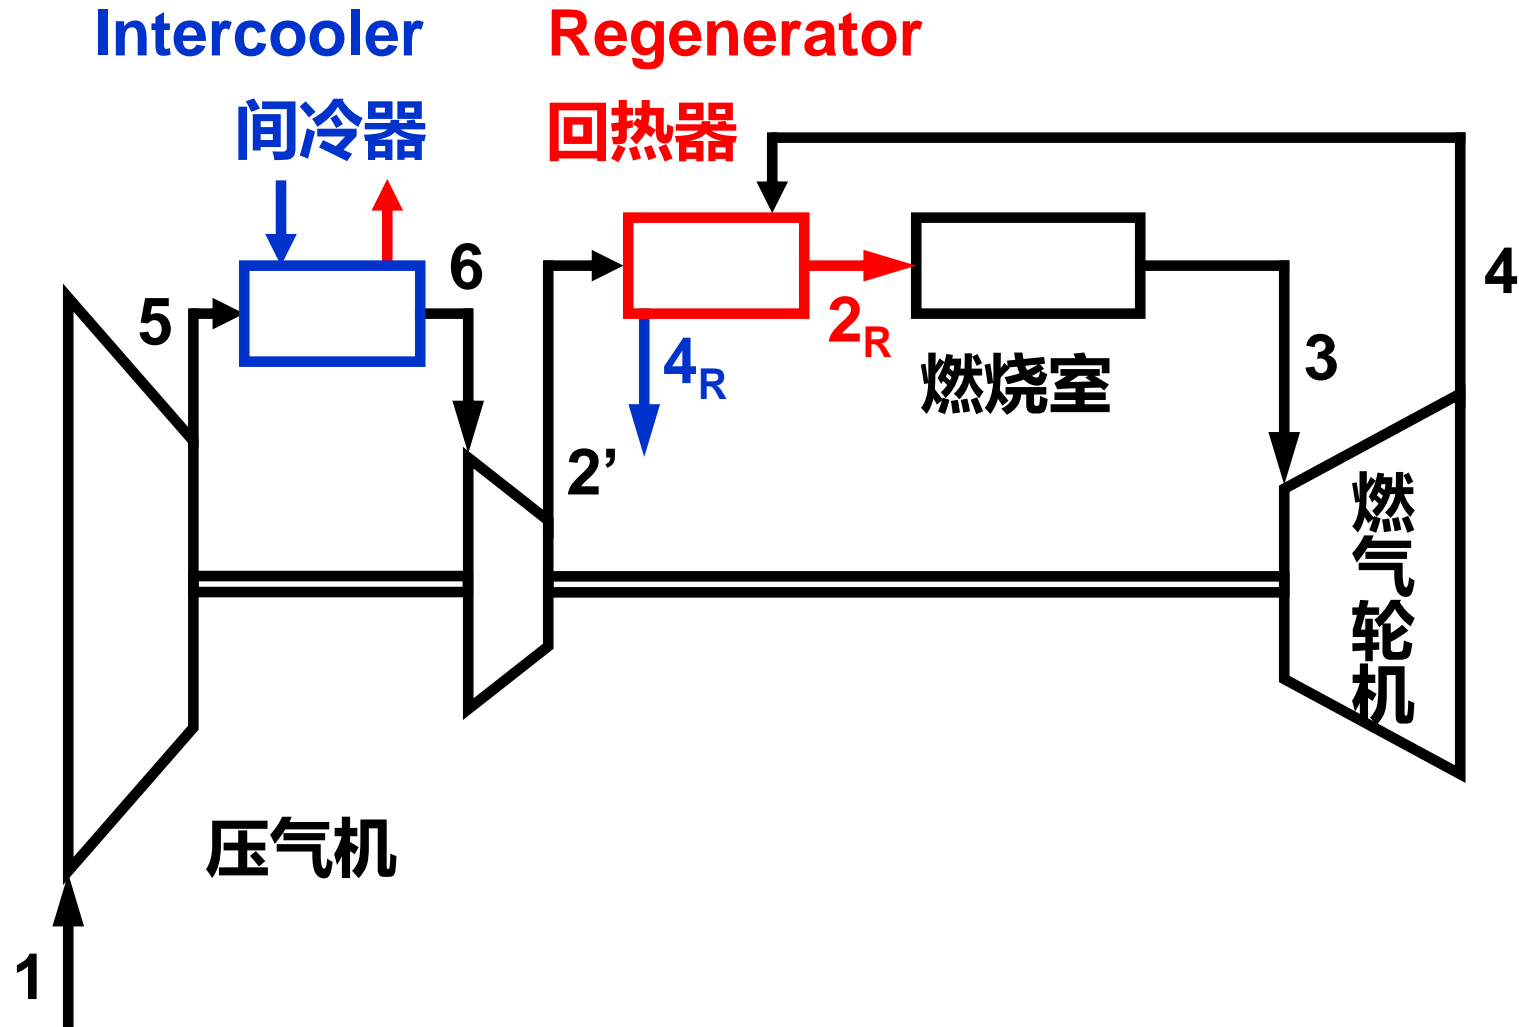 Intercooler
Regenerator
间冷器
回热器
5
6
4
2R
4R
燃烧室
3
2’
燃气轮机
压气机
1